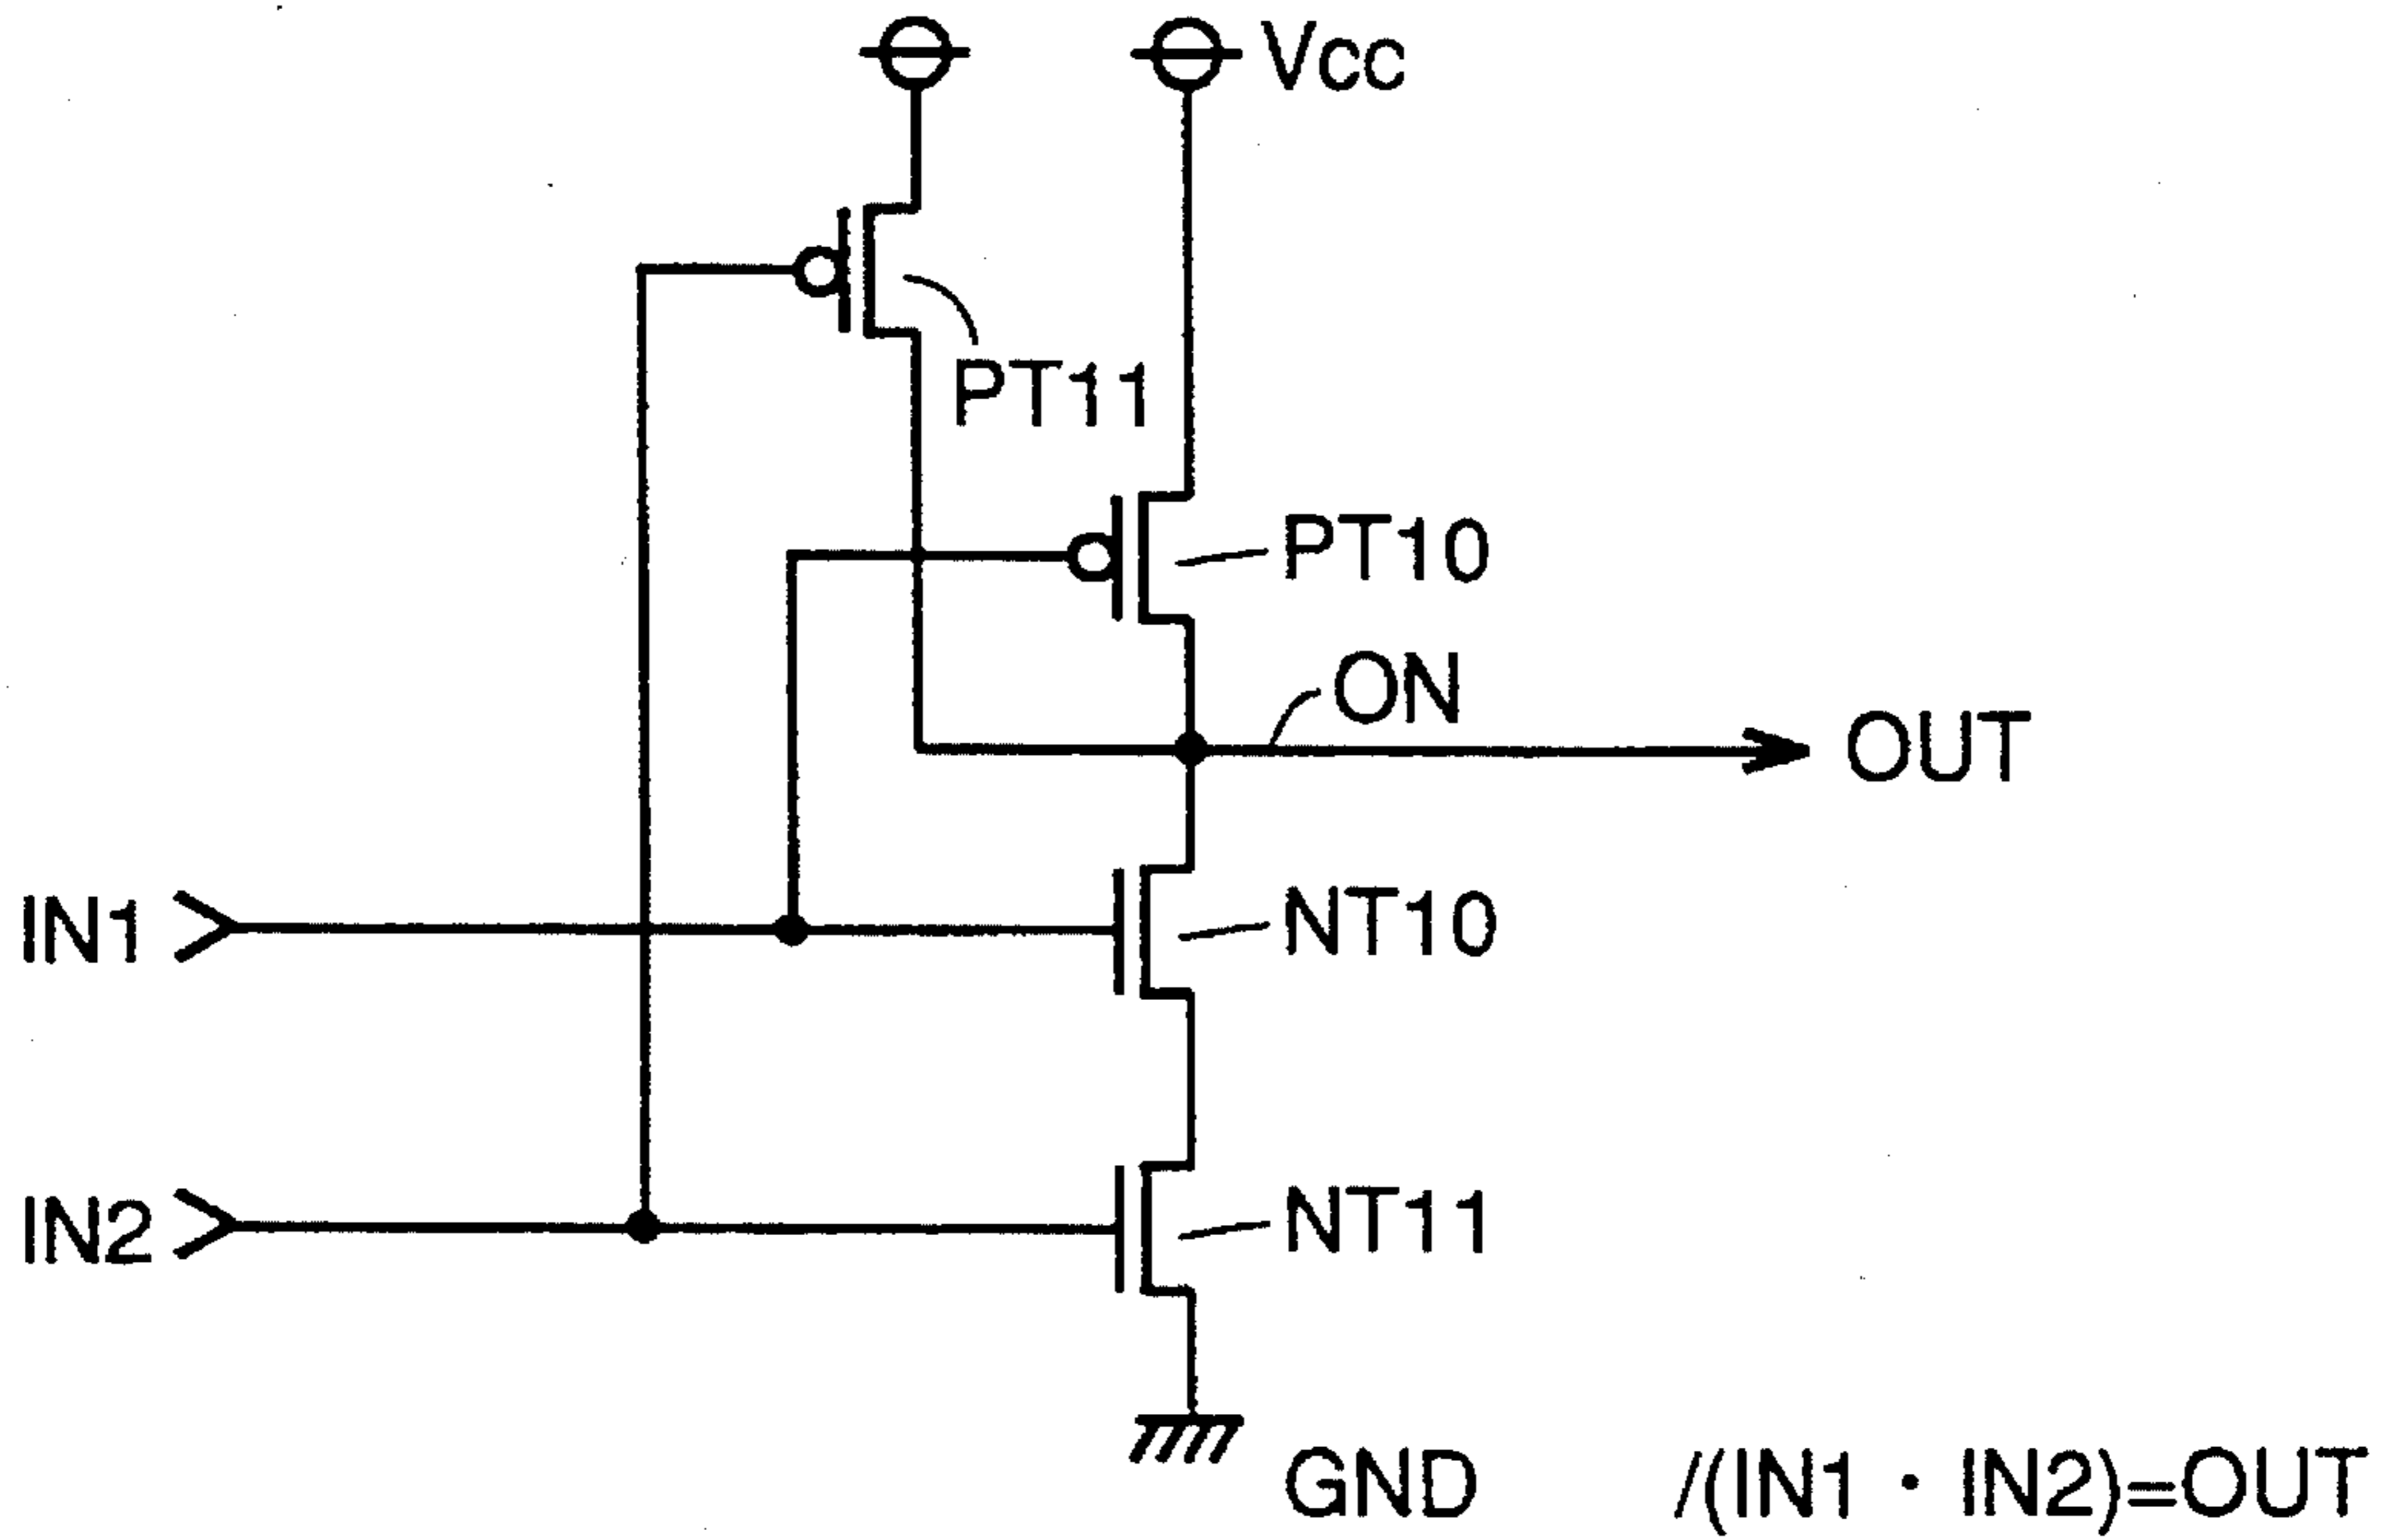 Vcc
PT11
PT10
ON
OUT
IN1
NT10
IN2
NT11
GND
/(IN1 · IN2)=OUT